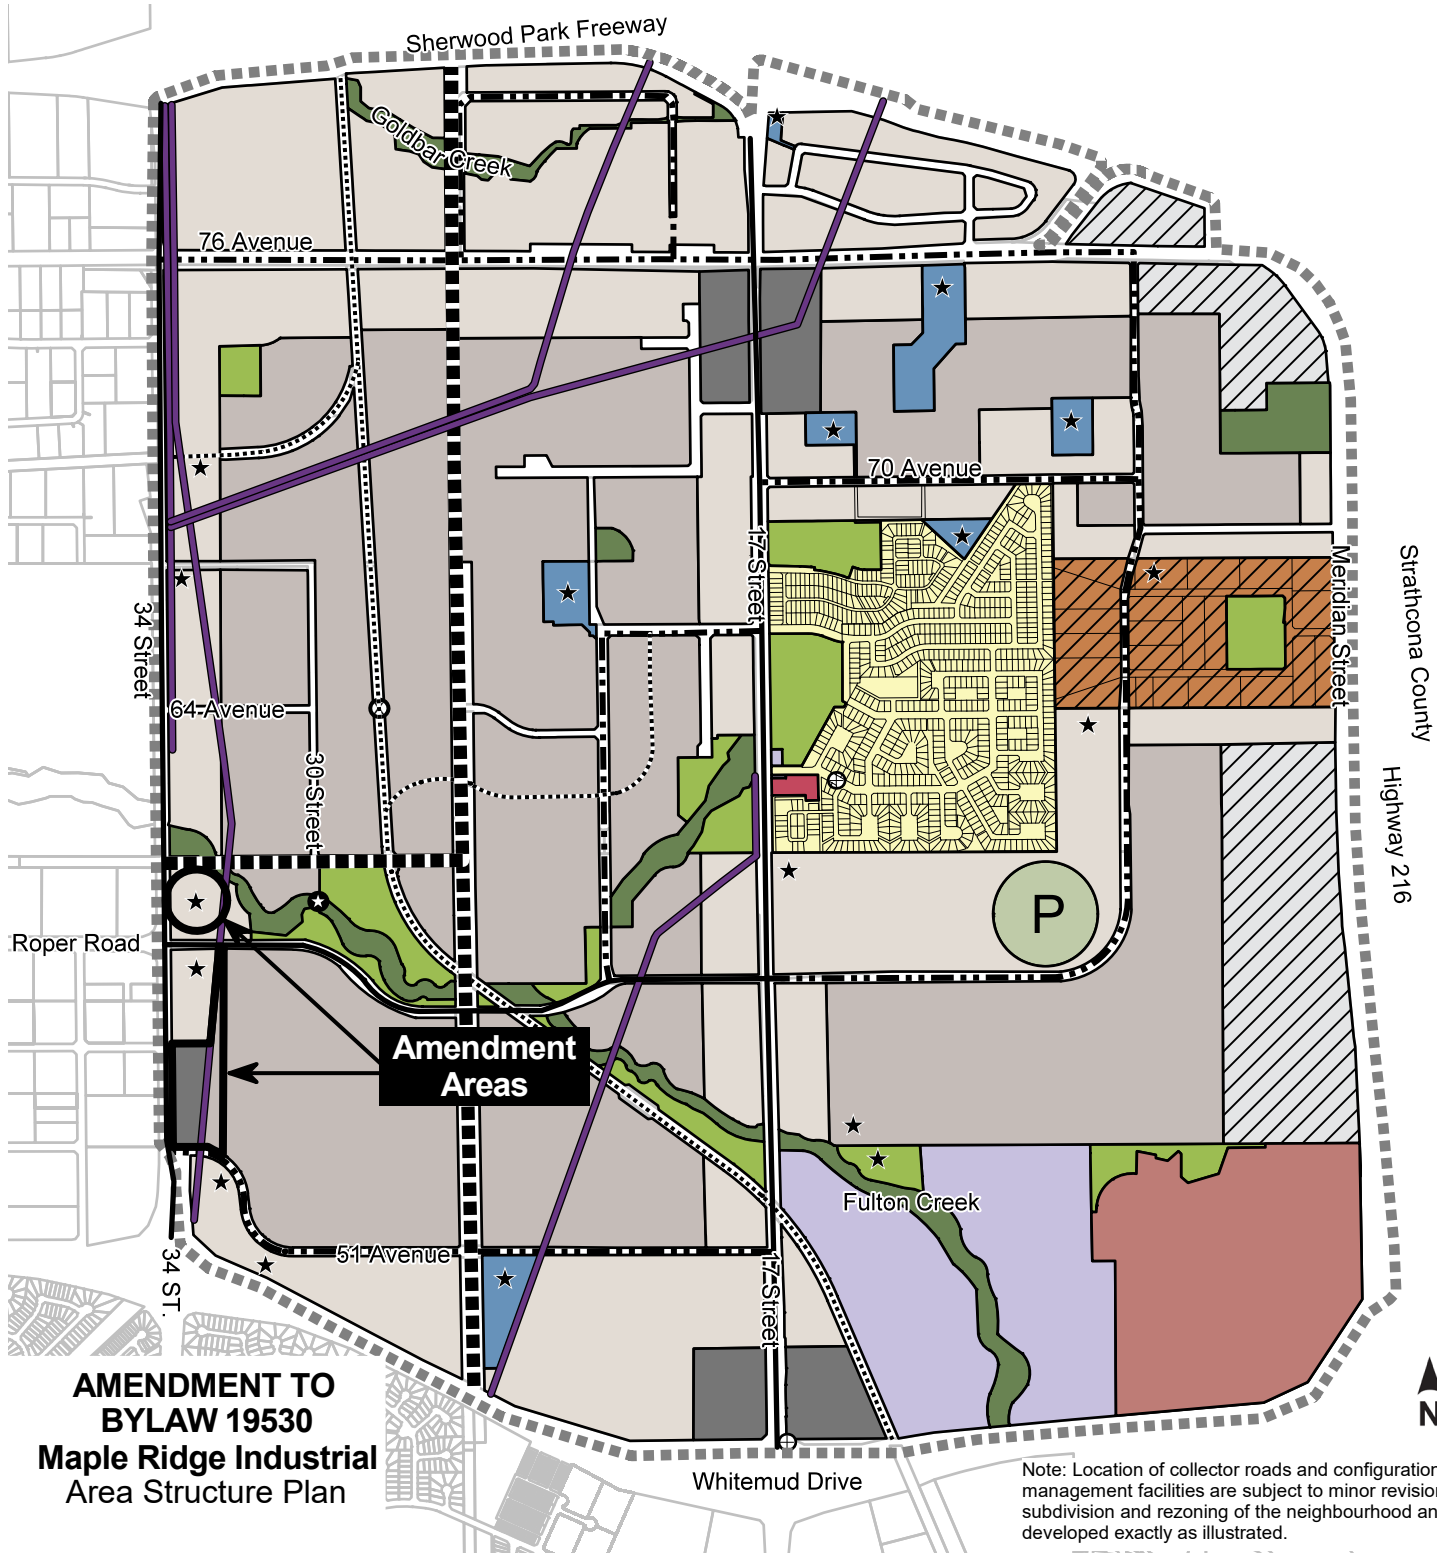 Sherwood Park Freeway
Goldbar Creek
76 Avenue
70 Avenue
17 Street
Meridian Street
Strathcona County
34 Street
64 Avenue
30 Street
Highway 216
P
Roper Road
Amendment
Areas
Fulton Creek
51 Avenue
34 ST.
17 Street
AMENDMENT TO
BYLAW 19530
Maple Ridge Industrial
Area Structure Plan
Whitemud Drive
N
Note: Location of collector roads and configuration
management facilities are subject to minor revision
subdivision and rezoning of the neighbourhood an
developed exactly as illustrated.